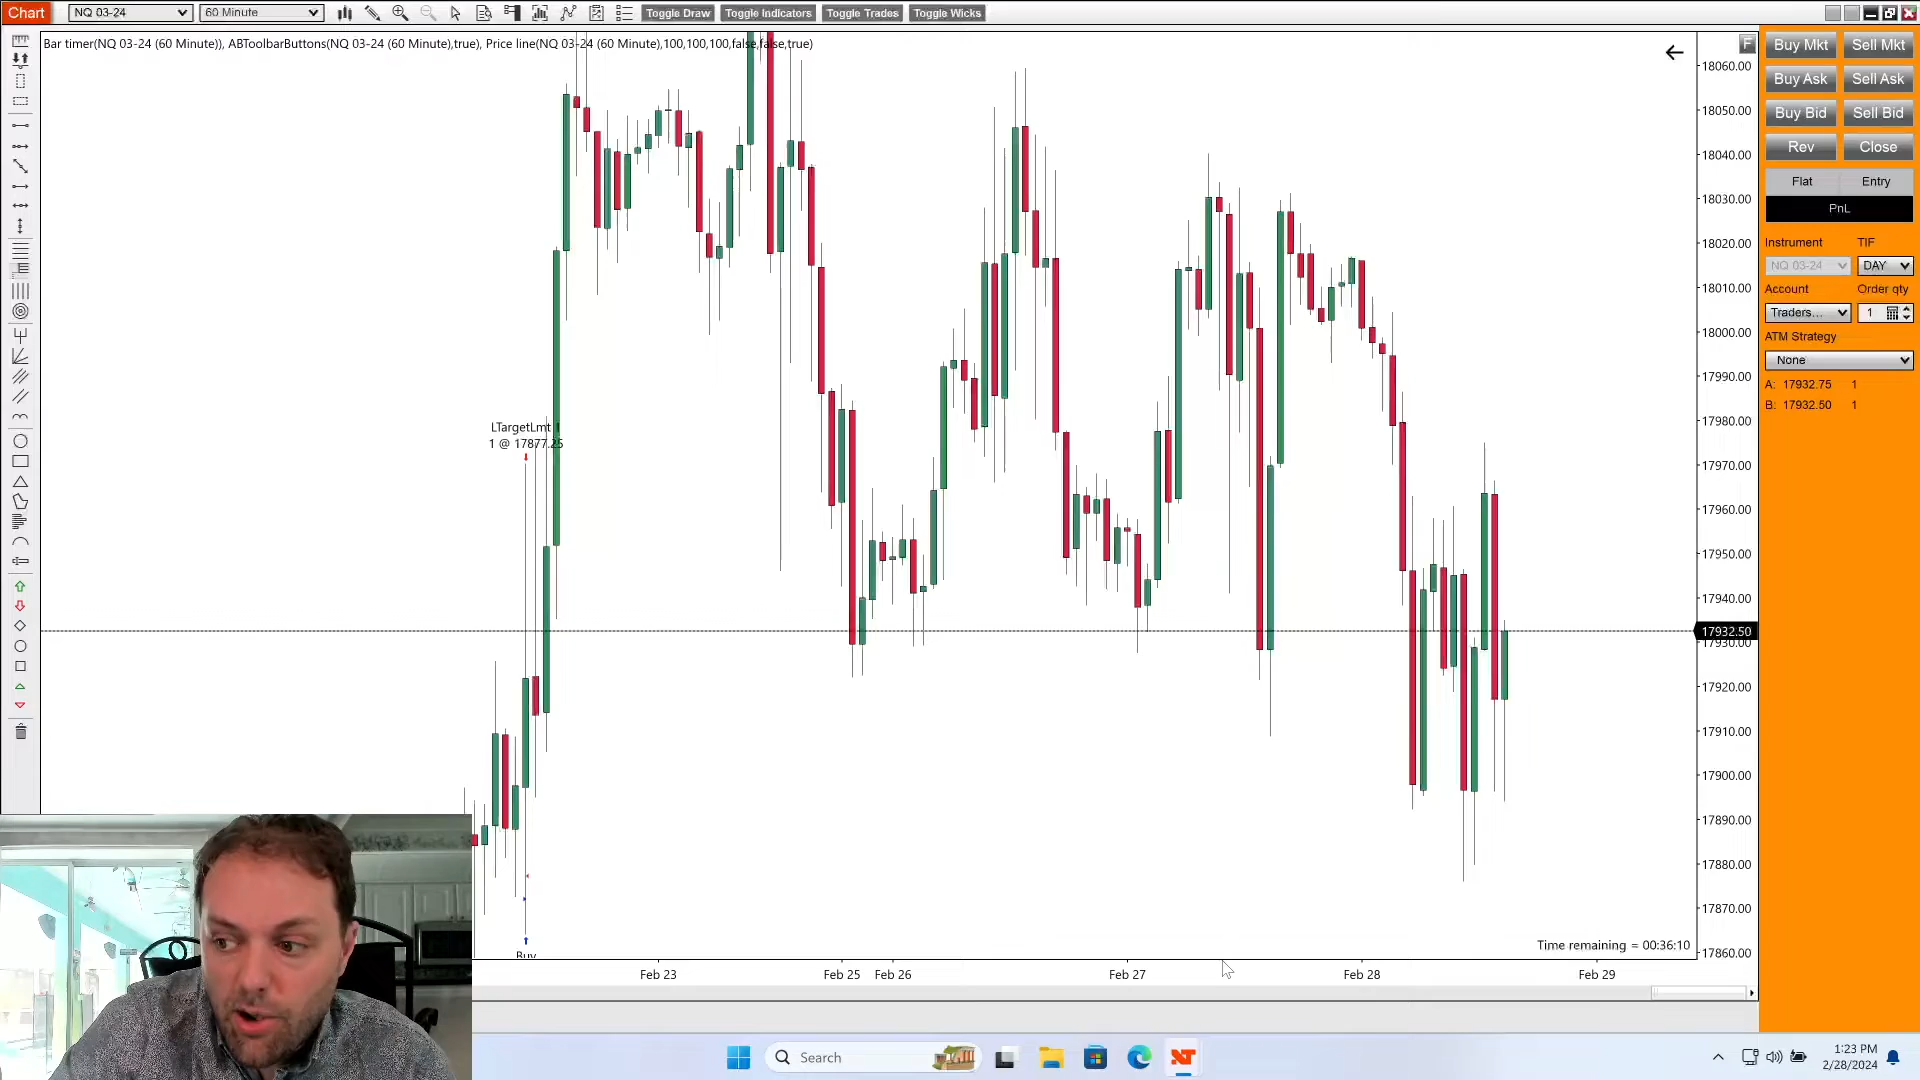 Chart NQ 03-24 60 Minute Toggle Draw Toggle Indicators Toggle Trades Toggle Wicks
Bar timer(NQ 03-24 (60 Minute)), ABToolbarButtons(NQ 03-24 (60 Minute),true), Price line(NQ 03-24 (60 Minute),100,100,100,false,false,true)
F
18060.00
18050.00
18040.00
18030.00
18020.00
18010.00
18000.00
17990.00
17980.00
17970.00
17960.00
17950.00
17940.00
17932.50
17930.00
17920.00
17910.00
17900.00
17890.00
17880.00
17870.00
17860.00
LTargetLmt 1
1 @ 17877.25
Buy
Time remaining = 00:36:10
Feb 23 Feb 25 Feb 26 Feb 27 Feb 28 Feb 29
Buy Mkt Sell Mkt
Buy Ask Sell Ask
Buy Bid Sell Bid
Rev Close
Flat Entry
PnL
Instrument TIF
NQ 03-24 DAY
Account Order qty
Traders... 1
ATM Strategy
None
A: 17932.75 1
B: 17932.50 1
Search
1:23 PM
2/28/2024